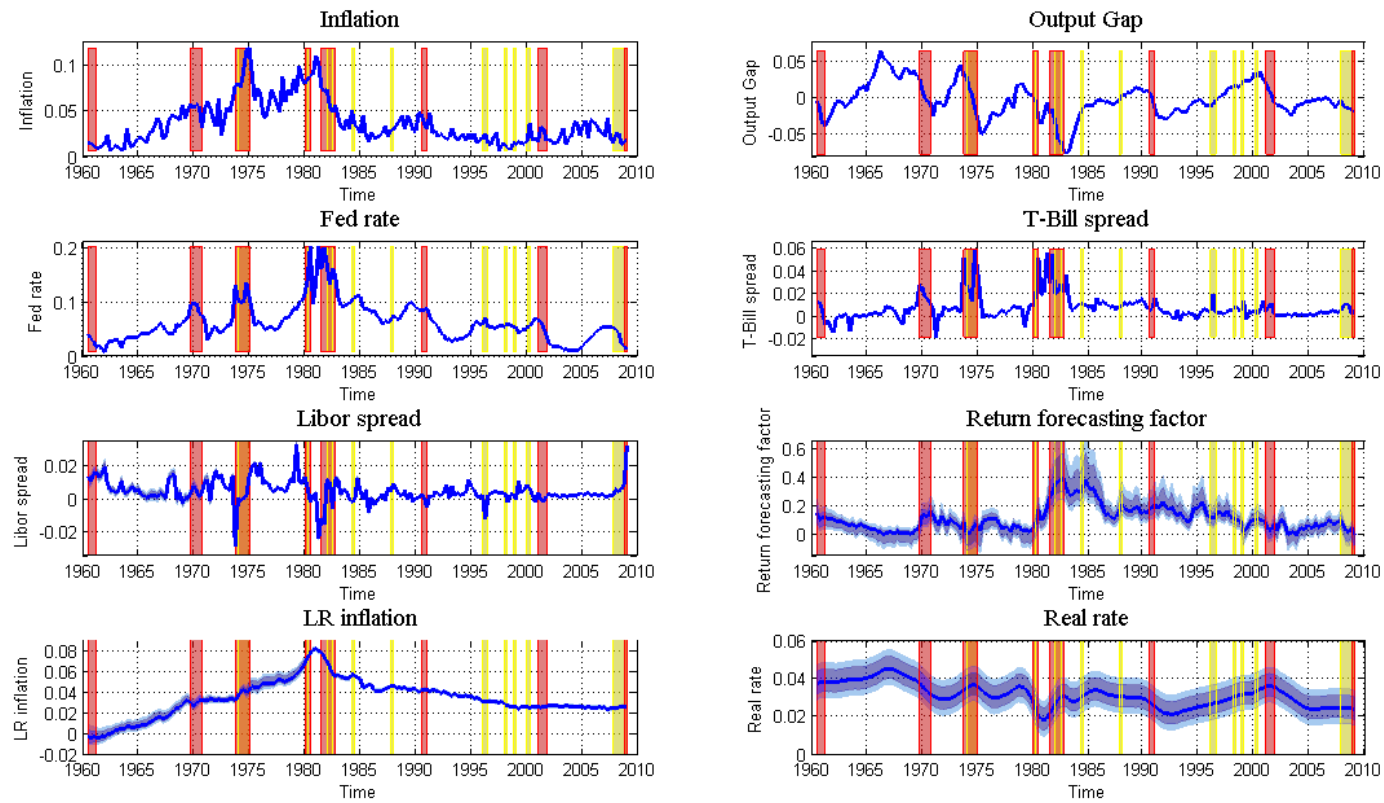 Inflation
Inflation
0.1
0.05
0
1960 1965 1970 1975 1980 1985 1990 1995 2000 2005 2010
Time
Output Gap
Output Gap
0.05
0
-0.05
1960 1965 1970 1975 1980 1985 1990 1995 2000 2005 2010
Time
Fed rate
Fed rate
0.2
0.1
0
1960 1965 1970 1975 1980 1985 1990 1995 2000 2005 2010
Time
T-Bill spread
T-Bill spread
0.06
0.04
0.02
0
-0.02
1960 1965 1970 1975 1980 1985 1990 1995 2000 2005 2010
Time
Libor spread
Libor spread
0.02
0
-0.02
1960 1965 1970 1975 1980 1985 1990 1995 2000 2005 2010
Time
Return forecasting factor
Return forecasting factor
0.6
0.4
0.2
0
1960 1965 1970 1975 1980 1985 1990 1995 2000 2005 2010
Time
LR inflation
LR inflation
0.08
0.06
0.04
0.02
0
-0.02
1960 1965 1970 1975 1980 1985 1990 1995 2000 2005 2010
Time
Real rate
Real rate
0.06
0.04
0.02
0
1960 1965 1970 1975 1980 1985 1990 1995 2000 2005 2010
Time